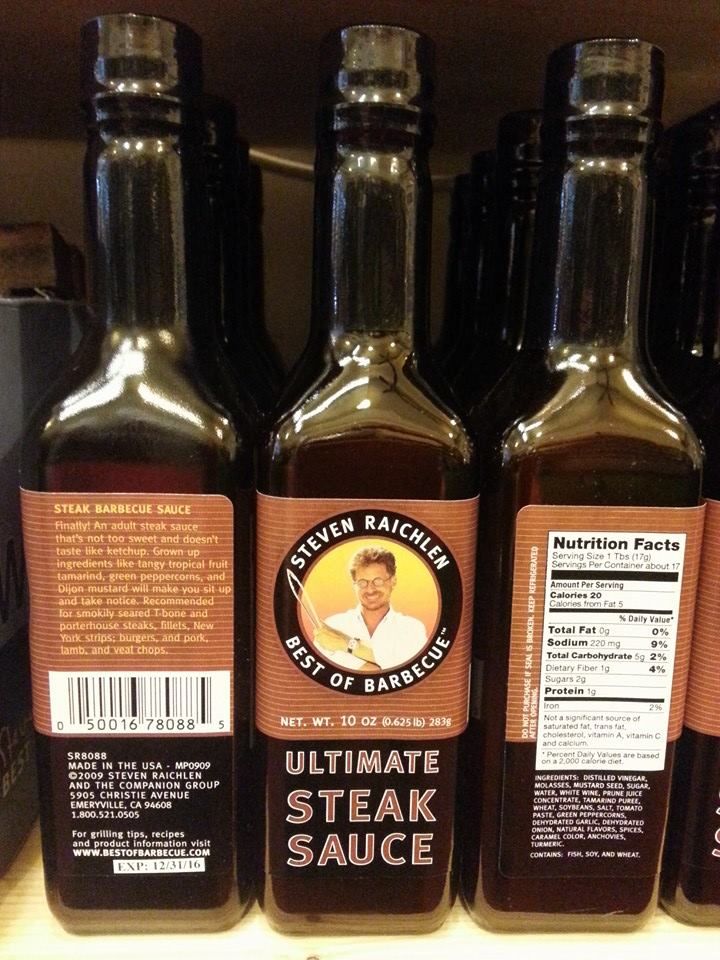 STEAK BARBECUE SAUCE
Finally! An adult steak sauce
that's not too sweet and doesn't
taste like ketchup. Grown up
ingredients like tangy tropical fruit
tamarind, green peppercorns, and
Dijon mustard will make you sit up
and take notice. Recommended
for smokily seared T-bone and
porterhouse steaks, fillets, New
York strips; burgers, and pork,
lamb, and veal chops.
0 50016 78088 5
SR8088
MADE IN THE USA - MP0909
©2009 STEVEN RAICHLEN
AND THE COMPANION GROUP
5905 CHRISTIE AVENUE
EMERYVILLE, CA 94608
1.800.521.0505
For grilling tips, recipes
and product information visit
WWW.BESTOFBARBECUE.COM
EXP: 12/31/16
STEVEN RAICHLEN
BEST OF BARBECUE™
NET. WT. 10 OZ (0.625 lb) 283g
ULTIMATE
STEAK
SAUCE
DO NOT PURCHASE IF SEAL IS BROKEN. KEEP REFRIGERATED
AFTER OPENING.
Nutrition Facts
Serving Size 1 Tbs (17g)
Servings Per Container about 17
Amount Per Serving
Calories 20
Calories from Fat 5
% Daily Value*
Total Fat 0g 0%
Sodium 220 mg 9%
Total Carbohydrate 5g 2%
Dietary Fiber 1g 4%
Sugars 2g
Protein 1g
Iron 2%
Not a significant source of
saturated fat, trans fat,
cholesterol, vitamin A, vitamin C
and calcium.
* Percent Daily Values are based
on a 2,000 calorie diet.
INGREDIENTS: DISTILLED VINEGAR,
MOLASSES, MUSTARD SEED, SUGAR,
WATER, WHITE WINE, PRUNE JUICE
CONCENTRATE, TAMARIND PUREE,
WHEAT, SOYBEANS, SALT, TOMATO
PASTE, GREEN PEPPERCORNS,
DEHYDRATED GARLIC, DEHYDRATED
ONION, NATURAL FLAVORS, SPICES,
CARAMEL COLOR, ANCHOVIES,
TURMERIC.
CONTAINS: FISH, SOY, AND WHEAT.